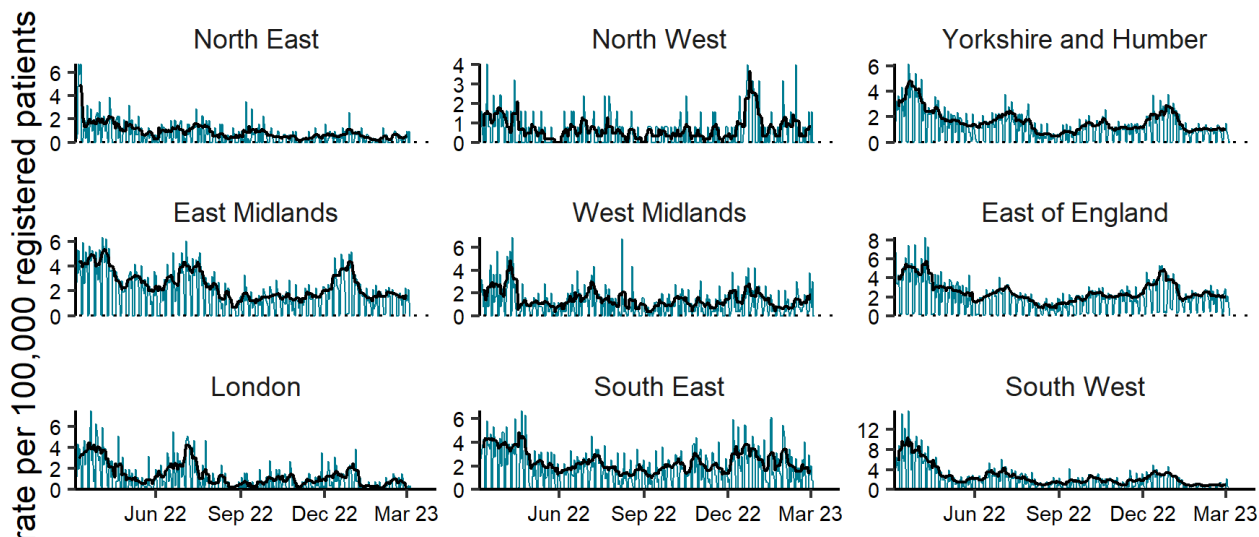 rate per 100,000 registered patients
North East
North West
Yorkshire and Humber
6
4
2
0
4
3
2
1
0
6
4
2
0
East Midlands
West Midlands
East of England
6
4
2
0
6
4
2
0
8
6
4
2
0
London
South East
South West
6
4
2
0
6
4
2
0
12
8
4
0
Jun 22 Sep 22 Dec 22 Mar 23
Jun 22 Sep 22 Dec 22 Mar 23
Jun 22 Sep 22 Dec 22 Mar 23